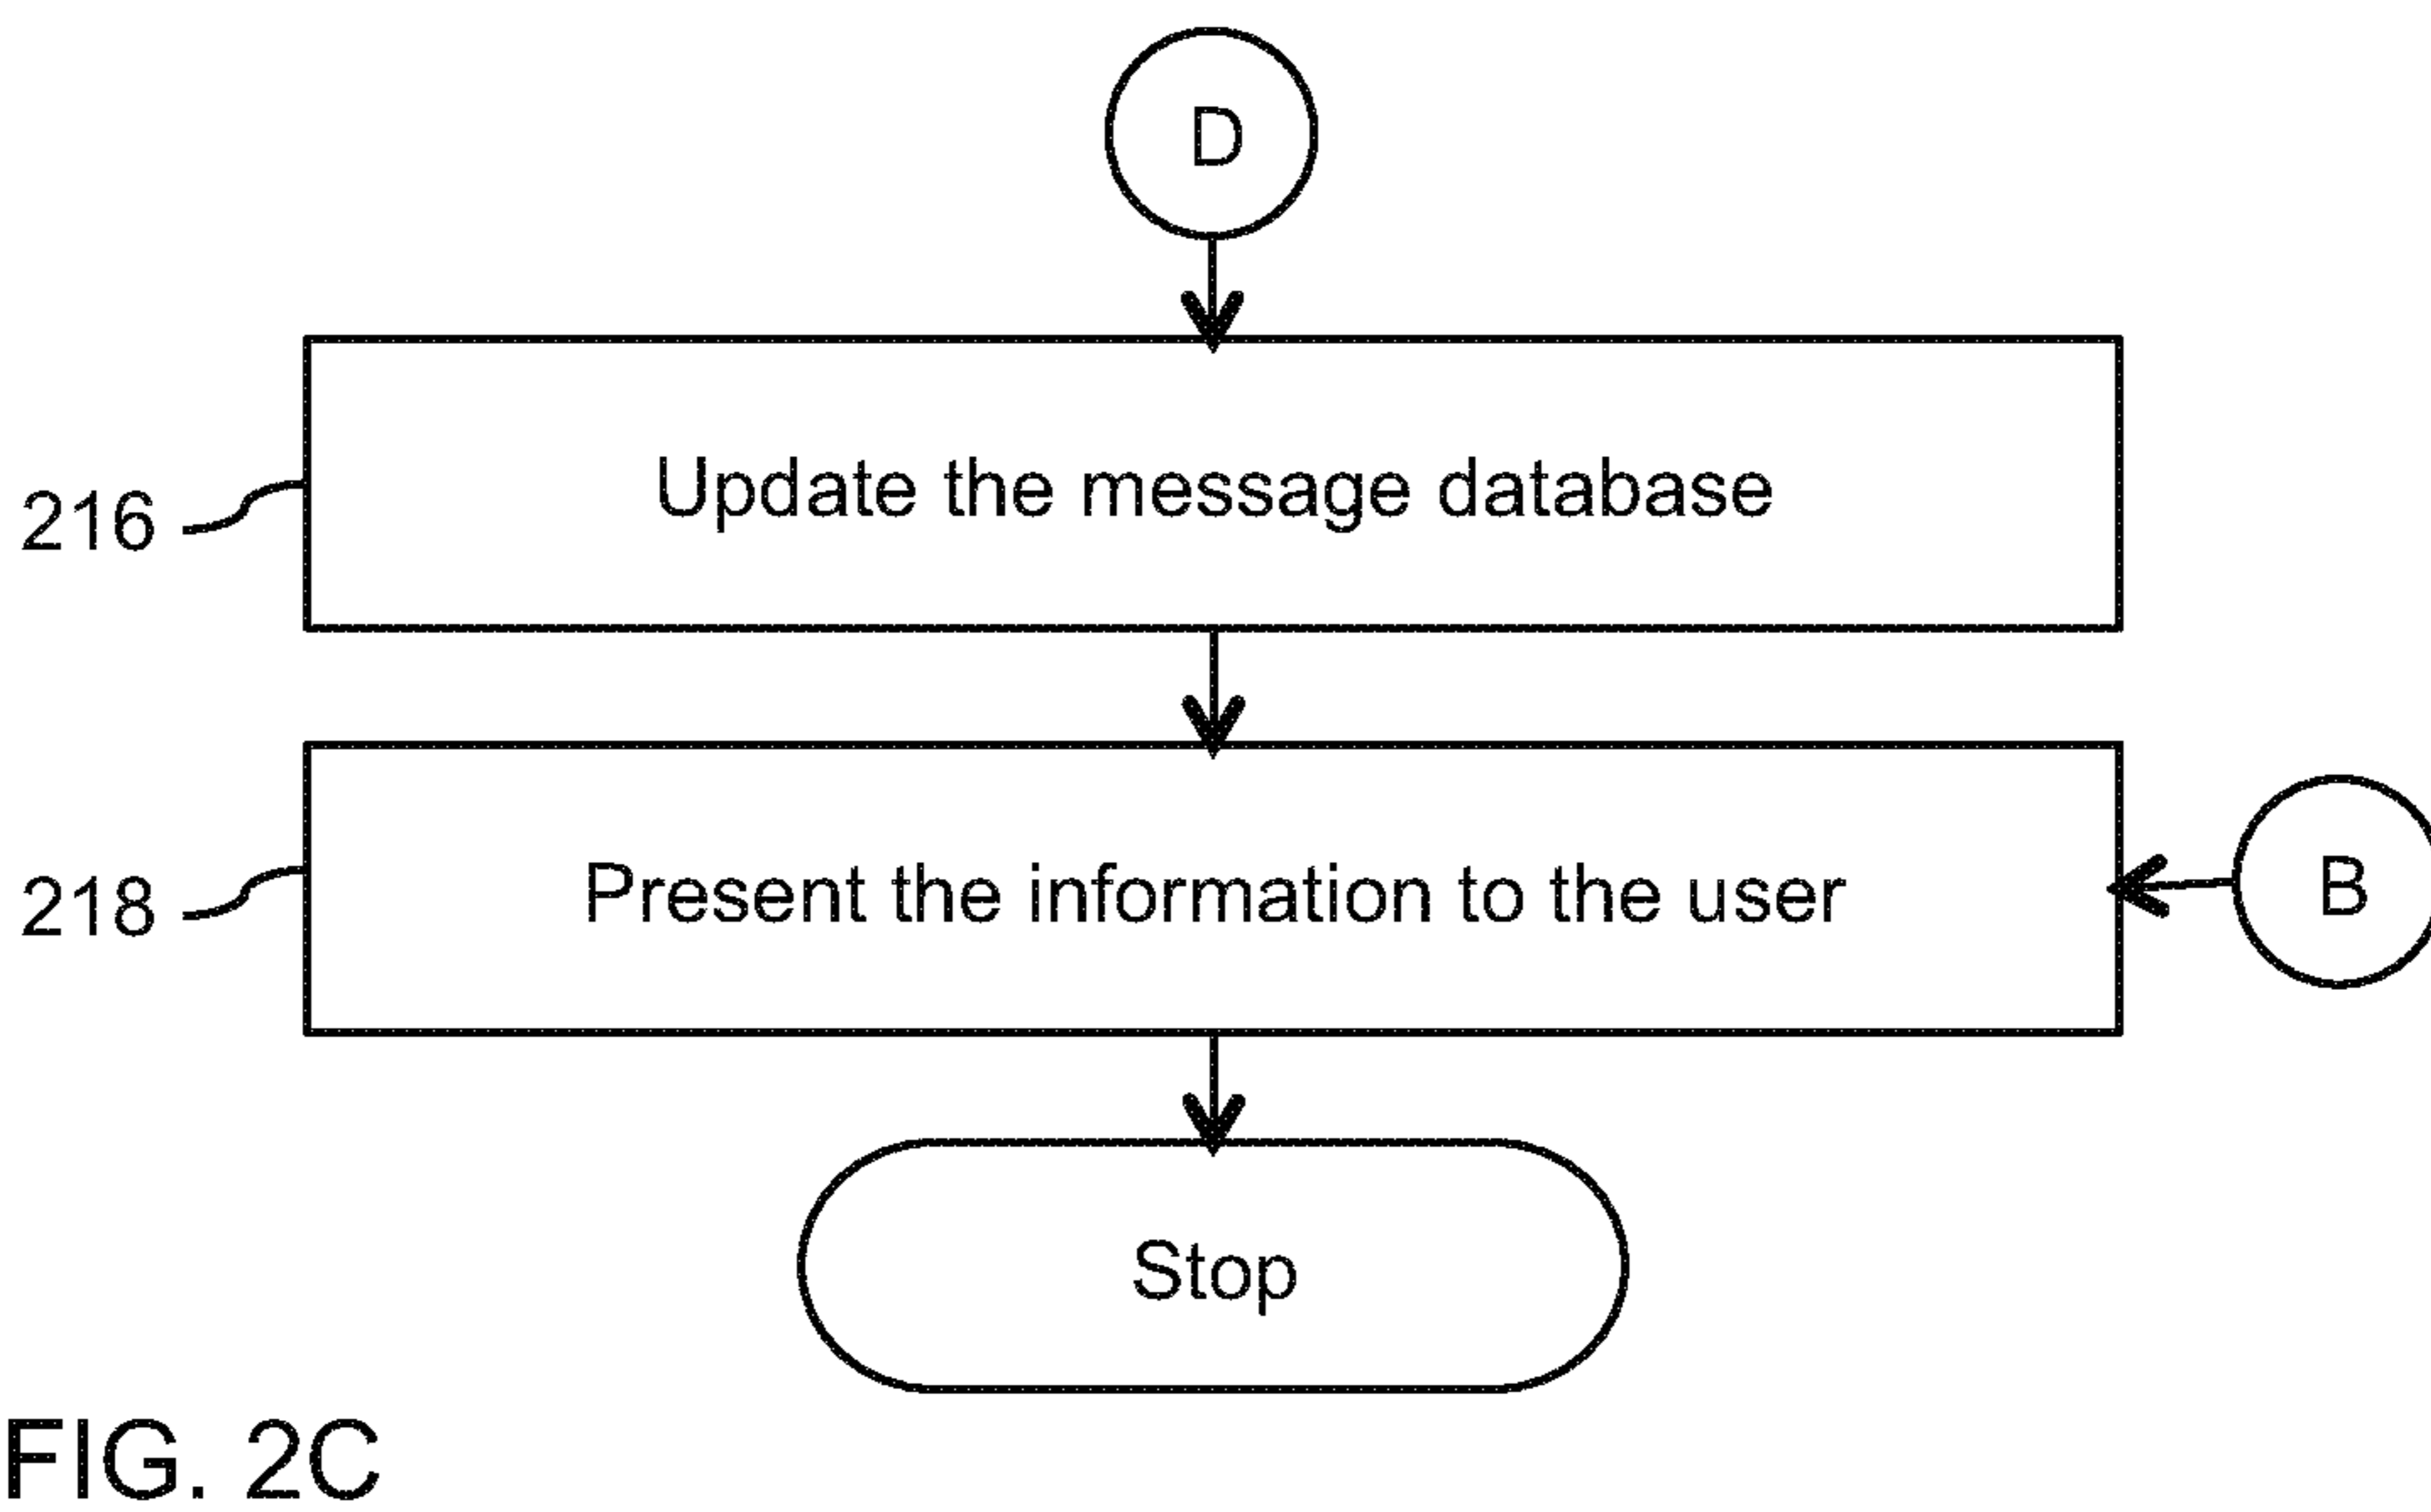 D
Update the message database
216
Present the information to the user
218
B
Stop
FIG. 2C